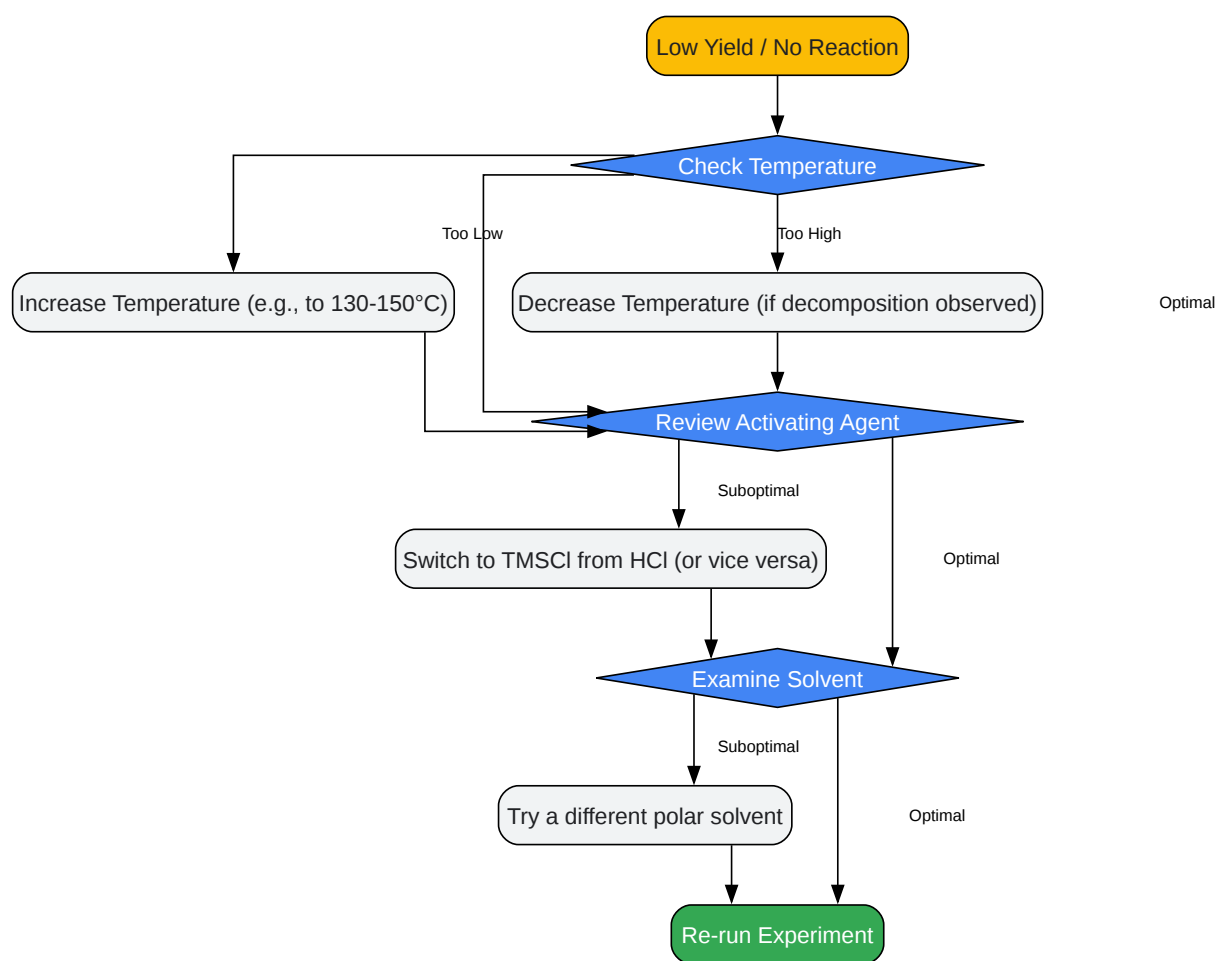 Low Yield / No Reaction
Check Temperature
Too Low
Too High
Increase Temperature (e.g., to 130-150°C)
Decrease Temperature (if decomposition observed)
Optimal
Review Activating Agent
Suboptimal
Switch to TMSCl from HCl (or vice versa)
Optimal
Examine Solvent
Suboptimal
Try a different polar solvent
Optimal
Re-run Experiment